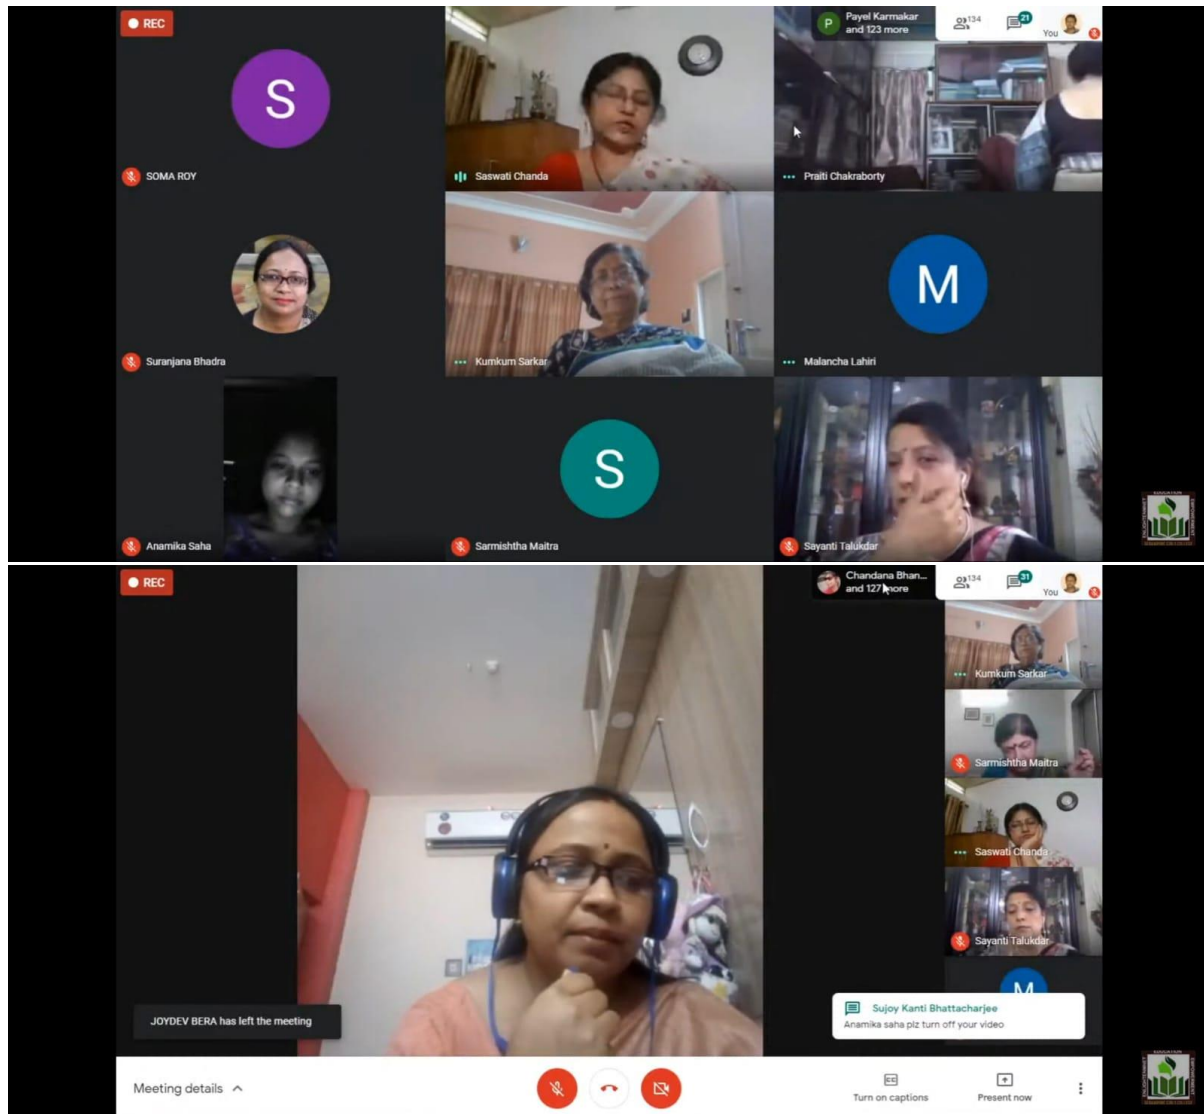 REC
Payel Karmakar
and 123 more
134
21
You
S
SOMA ROY
Saswati Chanda
Praiti Chakraborty
Suranjana Bhadra
Kumkum Sarkar
M
Malancha Lahiri
Anamika Saha
S
Sarmishtha Maitra
Sayanti Talukdar
EDUCATION
ENLIGHTENMENT
EMPOWERMENT
REC
Chandana Bhan...
and 127 more
134
31
You
Kumkum Sarkar
Sarmishtha Maitra
Saswati Chanda
Sayanti Talukdar
M
JOYDEV BERA has left the meeting
Sujoy Kanti Bhattacharjee
Anamika saha plz turn off your video
Meeting details
Turn on captions
Present now